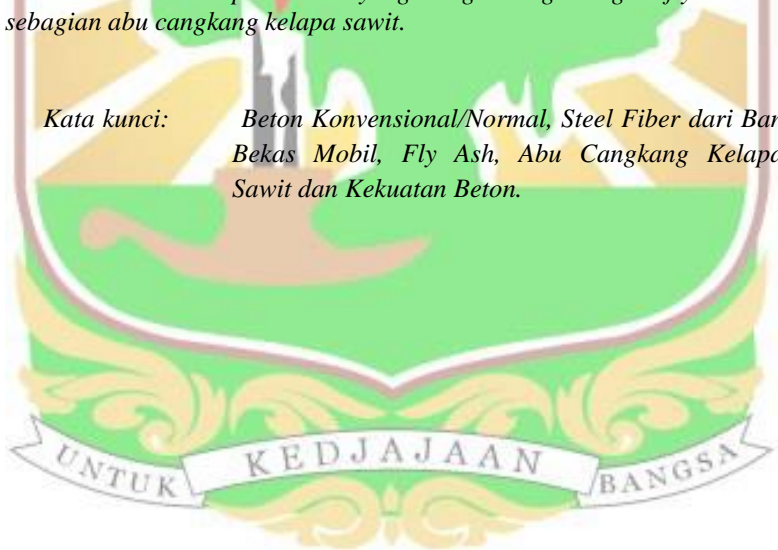 sebagian abu cangkang kelapa sawit.
Kata kunci: Beton Konvensional/Normal, Steel Fiber dari Ban
Bekas Mobil, Fly Ash, Abu Cangkang Kelapa
Sawit dan Kekuatan Beton.
UNTUK KEDJAJAAN BANGSA